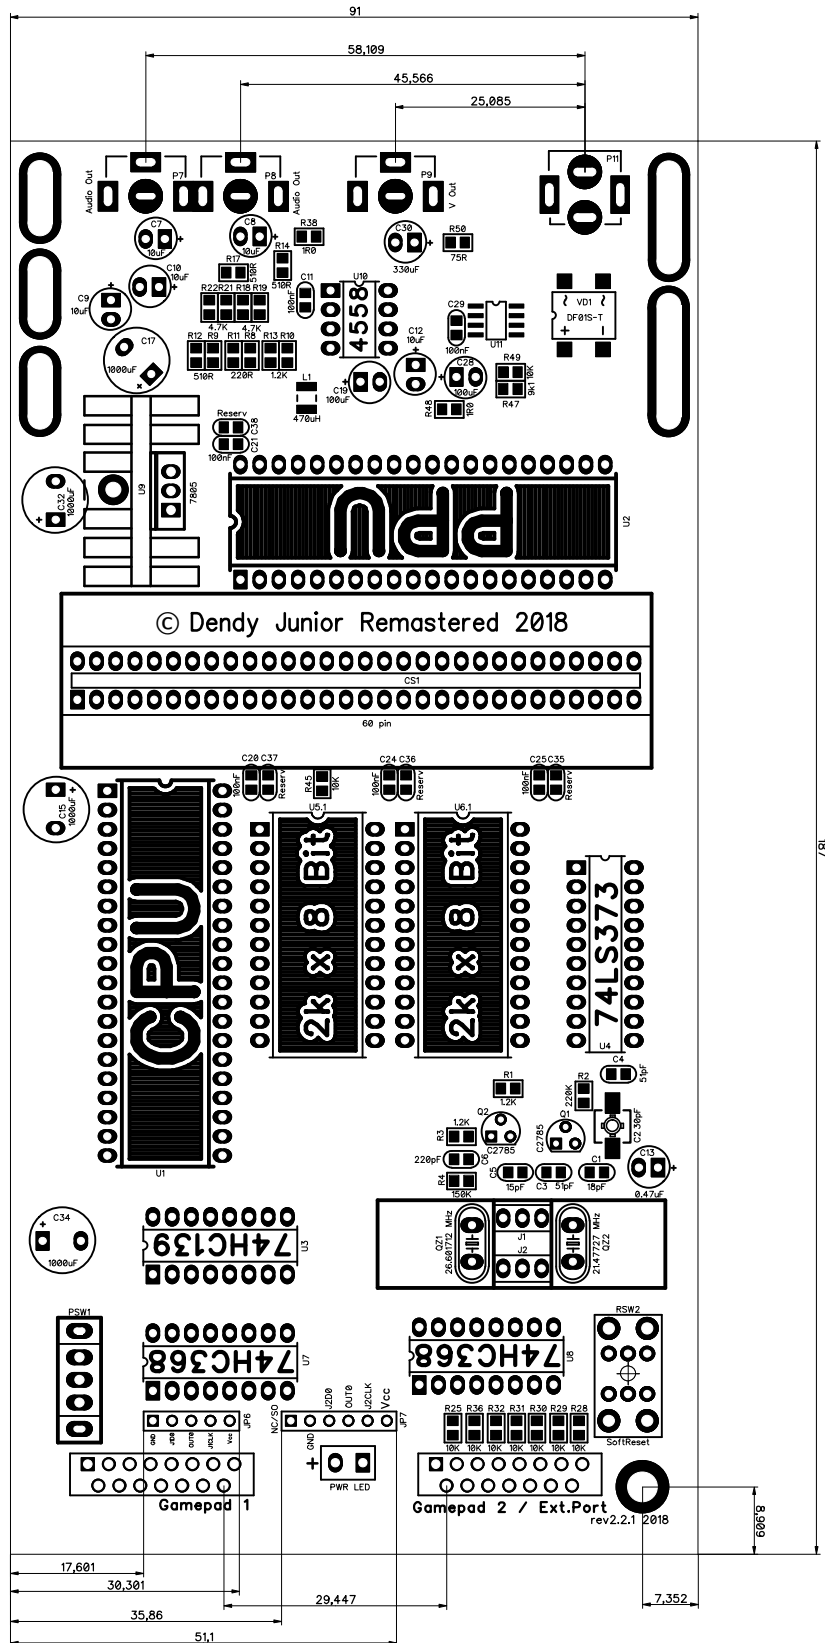 91
58,109
45,566
25,085
Audio Out
P7
P8
Audio Out
P9
V Out
P11
C7
10uF
C8
10uF
R38
1R0
C30
330uF
R50
75R
R14
510R
R17
510R
C10
10uF
C9
10uF
C11
100nF
U10
4558
C29
100nF
U11
VD1
DF01S-T
R22
R21
R18
R19
4.7K
4.7K
C17
1000uF
R12
R9
R11
R8
R13
R10
510R
220R
1.2K
L1
470uH
C12
10uF
C19
100uF
C28
100uF
R49
10K
9k1
R47
R48
1R0
Reserv
C38
C21
100nF
C32
1000uF
U9
7805
PPU
U2
© Dendy Junior Remastered 2018
CS1
60 pin
C20
C37
100nF
Reserv
R45
10K
C24
C36
100nF
Reserv
C25
C35
100nF
Reserv
C15
1000uF
CPU
U1
U5.1
2k x 8 Bit
U6.1
2k x 8 Bit
74LS373
U4
C4
51pF
R1
1.2K
R2
220K
C2 30pF
Q2
C2785
Q1
C2785
R3
1.2K
220pF
C6
R4
150K
C5
15pF
C3
51pF
C1
18pF
C13
0.47uF
C34
1000uF
74HC139
U3
QZ1
26.601712 MHz
J1
J2
21.47727 MHz
QZ2
PSW1
74HC368
U7
74HC368
U8
RSW2
SoftReset
GND
J1D0
OUT0
J1CLK
Vcc
JP6
NC/SO
GND
J2D0
OUT0
J2CLK
Vcc
JP7
R25
R36
R32
R31
R30
R29
R28
10K
10K
10K
10K
10K
10K
10K
+
PWR LED
Gamepad 1
Gamepad 2 / Ext.Port
rev2.2.1 2018
8,909
17,601
30,301
29,447
7,352
35,86
51,1